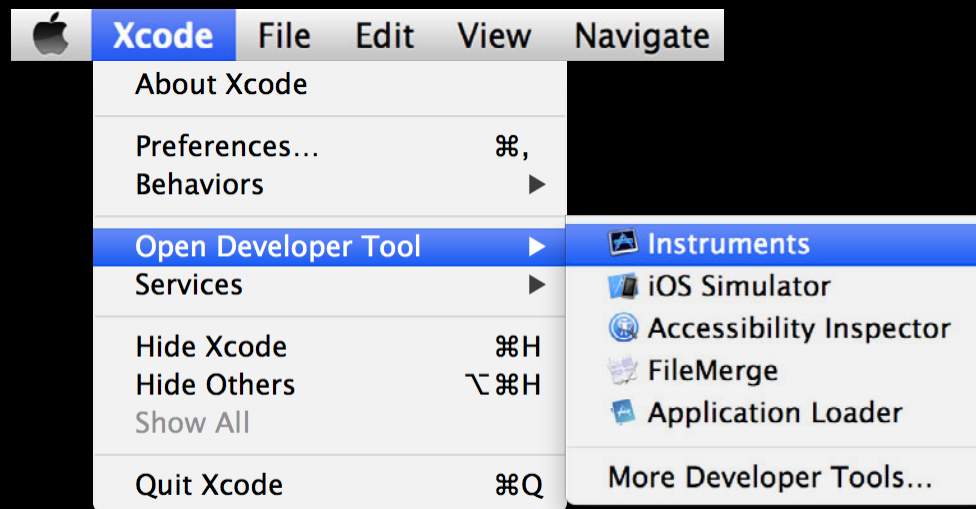 Xcode File Edit View Navigate
About Xcode
Preferences... ⌘,
Behaviors ▶
Open Developer Tool ▶
Services ▶
Hide Xcode ⌘H
Hide Others ⌥⌘H
Show All
Quit Xcode ⌘Q
Instruments
iOS Simulator
Accessibility Inspector
FileMerge
Application Loader
More Developer Tools...